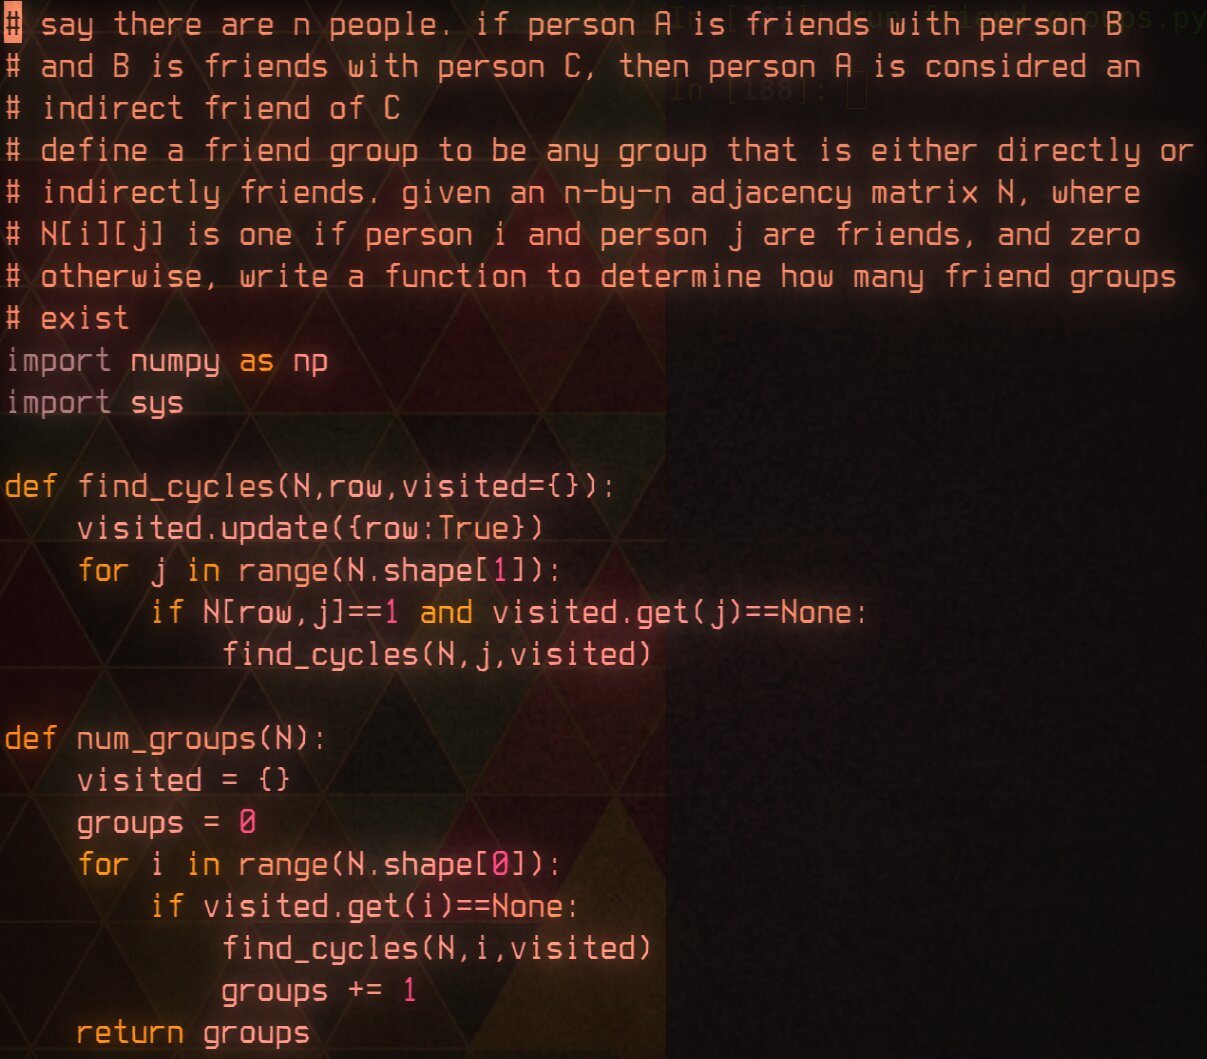 # say there are n people. if person A is friends with person B
# and B is friends with person C, then person A is considred an
# indirect friend of C
# define a friend group to be any group that is either directly or
# indirectly friends. given an n-by-n adjacency matrix N, where
# N[i][j] is one if person i and person j are friends, and zero
# otherwise, write a function to determine how many friend groups
# exist
import numpy as np
import sys

def find_cycles(N,row,visited={}):
    visited.update({row:True})
    for j in range(N.shape[1]):
        if N[row,j]==1 and visited.get(j)==None:
            find_cycles(N,j,visited)

def num_groups(N):
    visited = {}
    groups = 0
    for i in range(N.shape[0]):
        if visited.get(i)==None:
            find_cycles(N,i,visited)
            groups += 1
    return groups
In [188]: